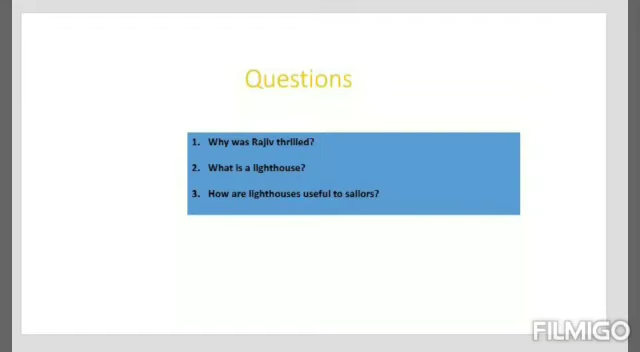 Questions
1. Why was Rajiv thrilled?
2. What is a lighthouse?
3. How are lighthouses useful to sailors?
FILMIGO